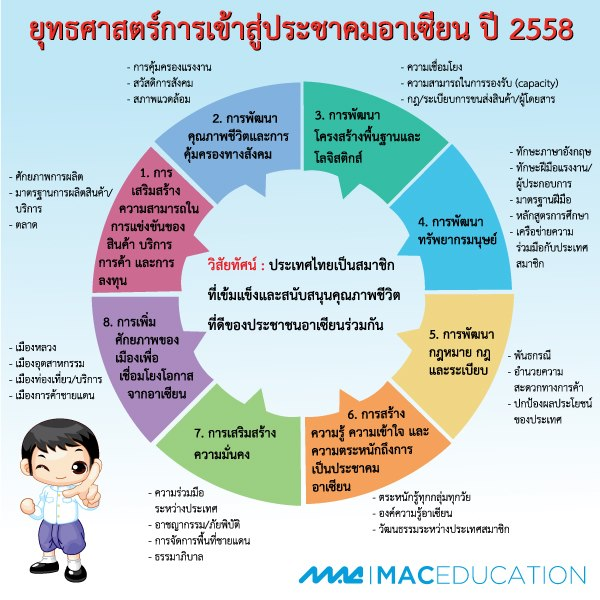 ยุทธศาสตร์การเข้าสู่ประชาคมอาเซียน ปี 2558
- การคุ้มครองแรงงาน
- สวัสดิการสังคม
- สภาพแวดล้อม
- ความเชื่อมโยง
- ความสามารถในการรองรับ (capacity)
- กฎ/ระเบียบการขนส่งสินค้า/ผู้โดยสาร
2. การพัฒนา
คุณภาพชีวิตและการ
คุ้มครองทางสังคม
3. การพัฒนา
โครงสร้างพื้นฐานและ
โลจิสติกส์
- ศักยภาพการผลิต
- มาตรฐานการผลิตสินค้า/
บริการ
- ตลาด
1. การ
เสริมสร้าง
ความสามารถใน
การแข่งขันของ
สินค้า บริการ
การค้า และการ
ลงทุน
4. การพัฒนา
ทรัพยากรมนุษย์
- ทักษะภาษาอังกฤษ
- ทักษะฝีมือแรงงาน/
ผู้ประกอบการ
- มาตรฐานฝีมือ
- หลักสูตรการศึกษา
- เครือข่ายความ
ร่วมมือกับประเทศ
สมาชิก
วิสัยทัศน์ : ประเทศไทยเป็นสมาชิก
ที่เข้มแข็งและสนับสนุนคุณภาพชีวิต
ที่ดีของประชาชนอาเซียนร่วมกัน
8. การเพิ่ม
ศักยภาพของ
เมืองเพื่อ
เชื่อมโยงโอกาส
จากอาเซียน
- เมืองหลวง
- เมืองอุตสาหกรรม
- เมืองท่องเที่ยว/บริการ
- เมืองการค้าชายแดน
5. การพัฒนา
กฎหมาย กฎ
และระเบียบ
- พันธกรณี
- อำนวยความ
สะดวกทางการค้า
- ปกป้องผลประโยชน์
ของประเทศ
7. การเสริมสร้าง
ความมั่นคง
6. การสร้าง
ความรู้ ความเข้าใจ และ
ความตระหนักถึงการ
เป็นประชาคม
อาเซียน
- ความร่วมมือ
ระหว่างประเทศ
- อาชญากรรม/ภัยพิบัติ
- การจัดการพื้นที่ชายแดน
- ธรรมาภิบาล
- ตระหนักรู้ทุกกลุ่มทุกวัย
- องค์ความรู้อาเซียน
- วัฒนธรรมระหว่างประเทศสมาชิก
MAC | MACEDUCATION